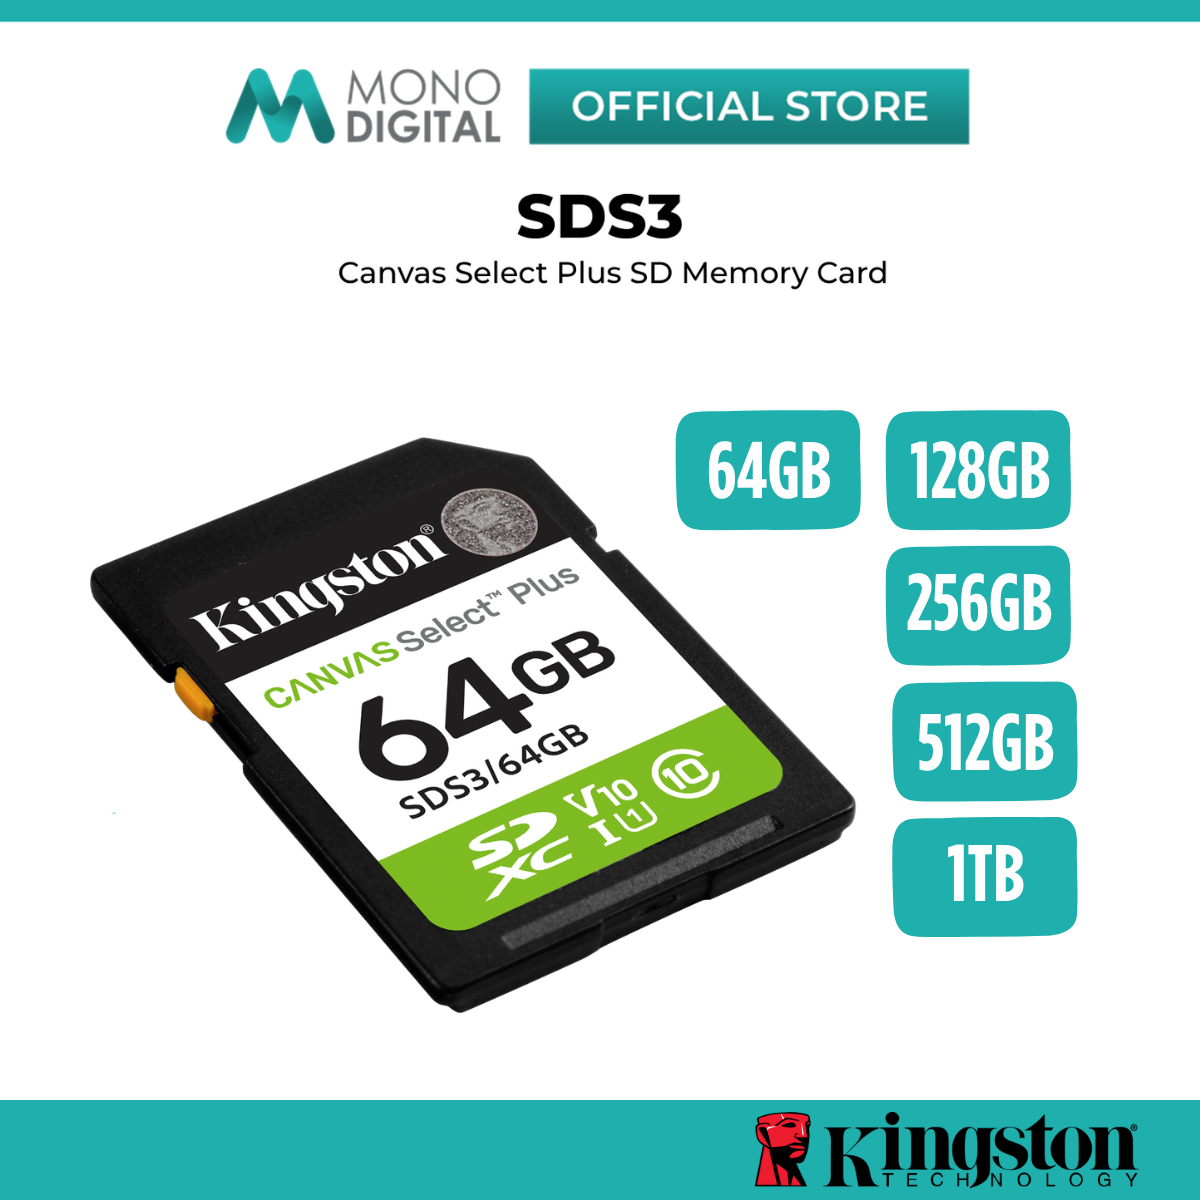 MONO
DIGITAL
OFFICIAL STORE
SDS3
Canvas Select Plus SD Memory Card
64GB
128GB
256GB
512GB
1TB
Kingston®
CANVAS Select™ Plus
64GB
SDS3/64GB
SD
XC
V10
I
1
10
Kingston®
TECHNOLOGY